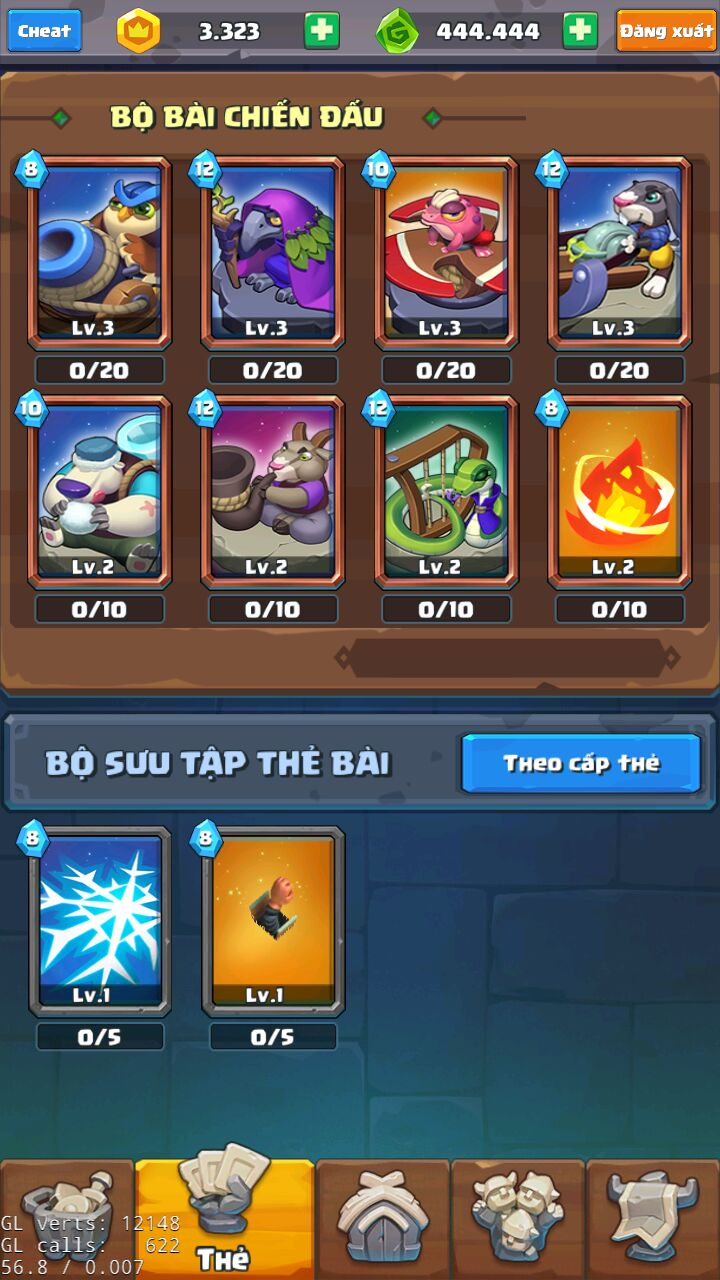 Cheat 3.323 444.444 Đăng xuất
BỘ BÀI CHIẾN ĐẤU
8 12 10 12
Lv.3 Lv.3 Lv.3 Lv.3
0/20 0/20 0/20 0/20
10 12 12 8
Lv.2 Lv.2 Lv.2 Lv.2
0/10 0/10 0/10 0/10
BỘ SƯU TẬP THẺ BÀI Theo cấp thẻ
8 8
Lv.1 Lv.1
0/5 0/5
GL verts: 12148
GL calls: 622
56.8 / 0.007
Thẻ